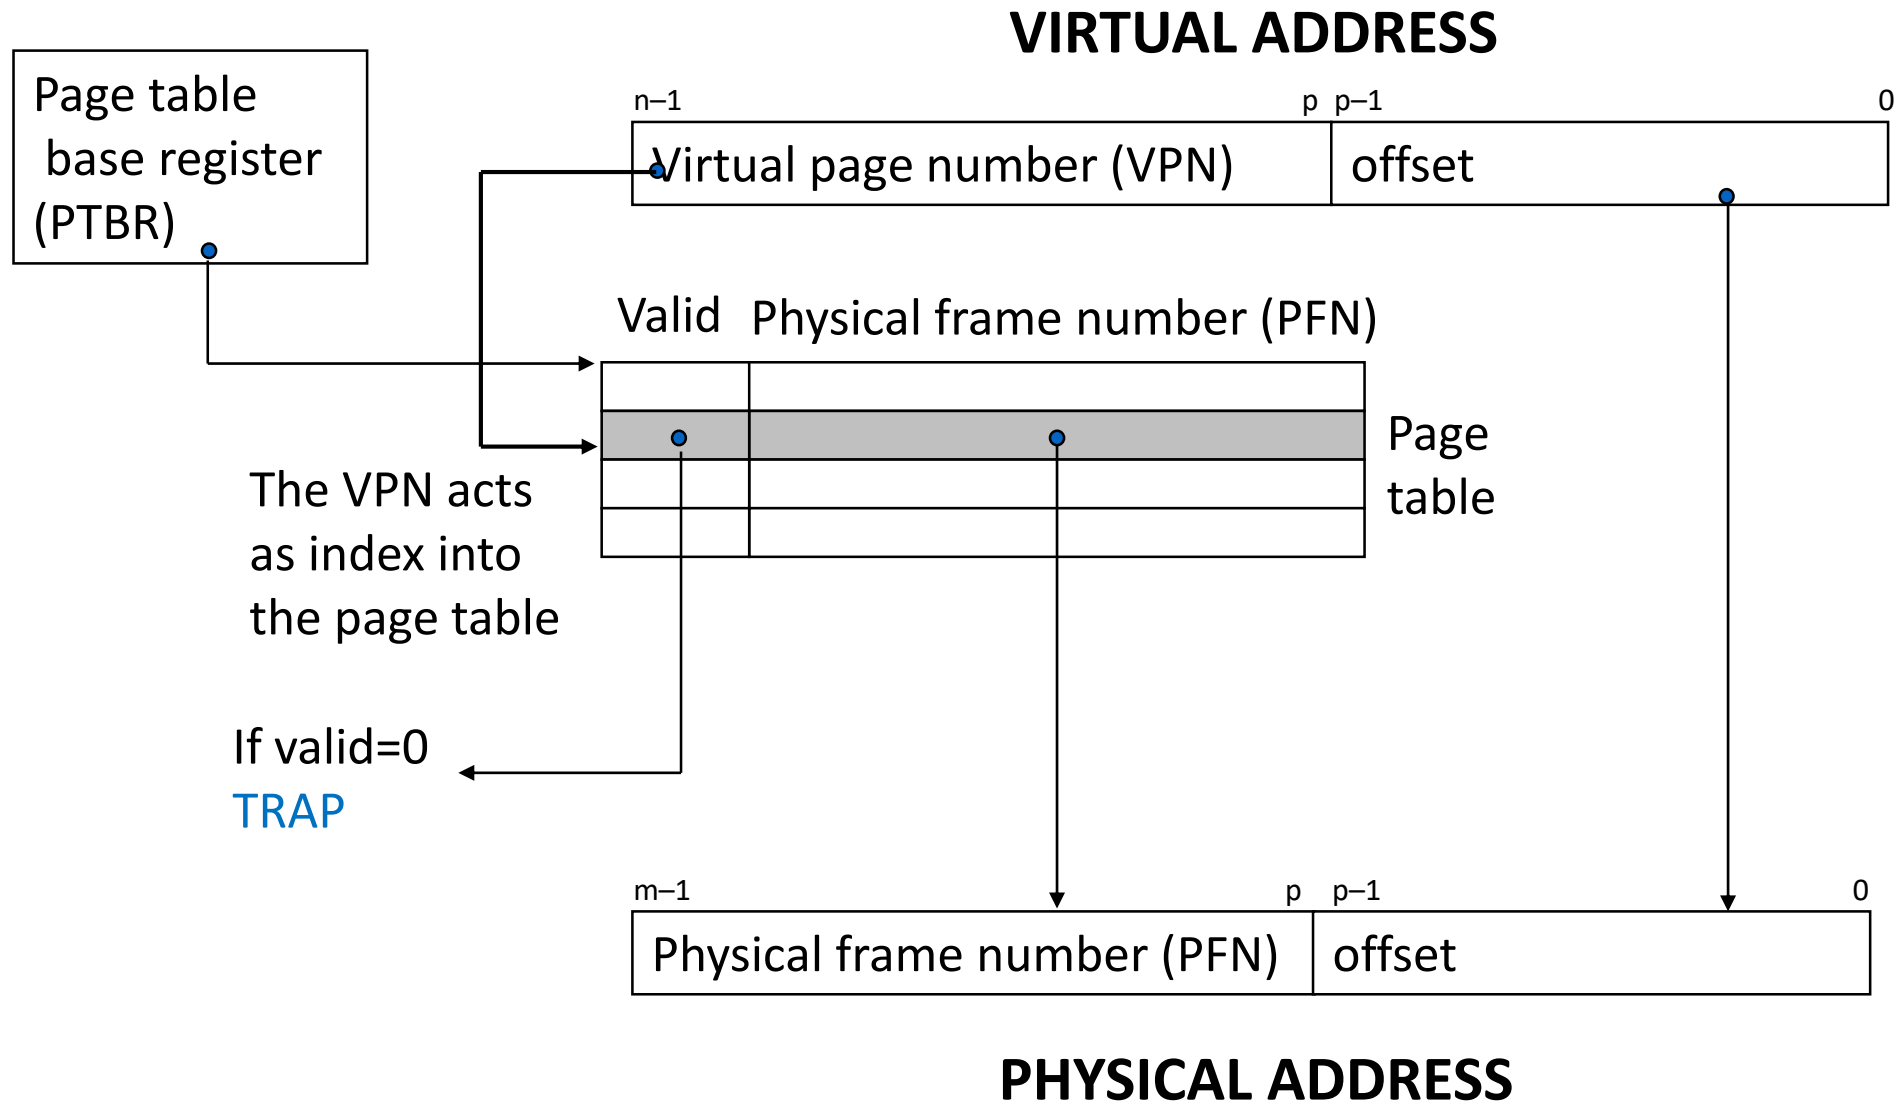 VIRTUAL ADDRESS
Page table
base register
(PTBR)
n–1
p
p–1
0
Virtual page number (VPN)
offset
Valid
Physical frame number (PFN)
Page
table
The VPN acts
as index into
the page table
If valid=0
TRAP
m–1
p
p–1
0
Physical frame number (PFN)
offset
PHYSICAL ADDRESS